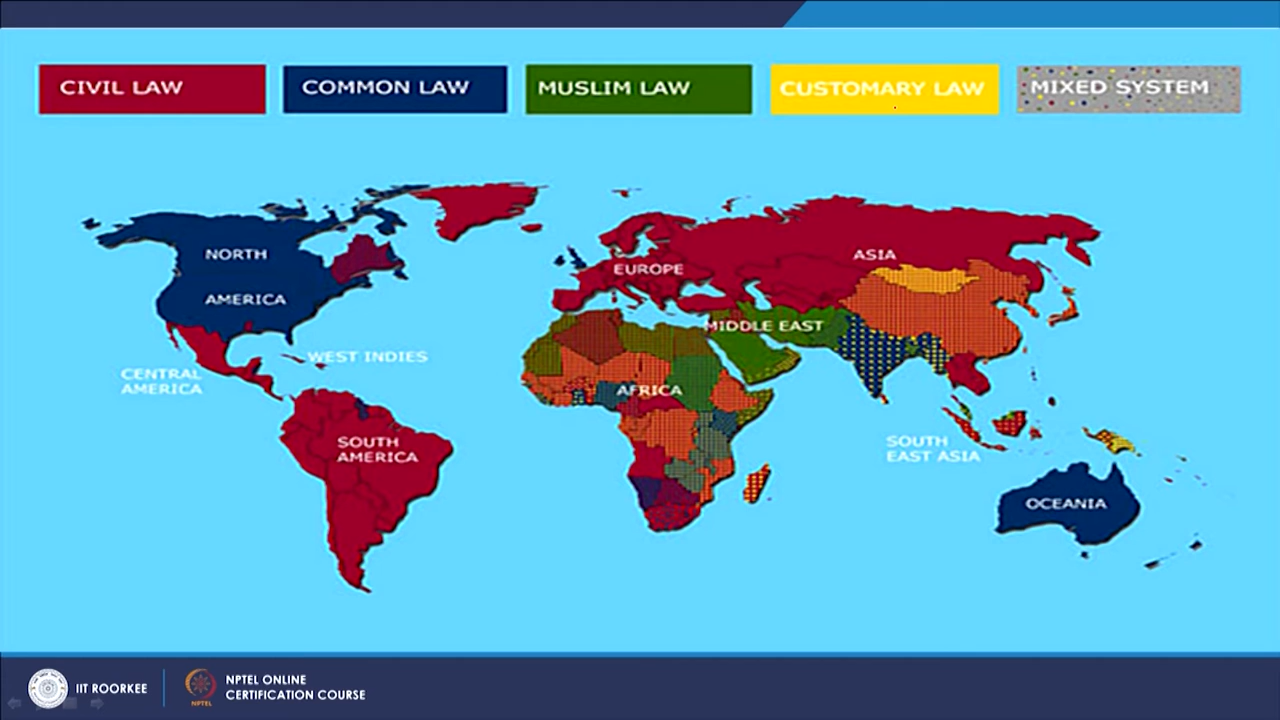 CIVIL LAW
COMMON LAW
MUSLIM LAW
CUSTOMARY LAW
MIXED SYSTEM
NORTH
AMERICA
EUROPE
ASIA
MIDDLE EAST
WEST INDIES
CENTRAL
AMERICA
AFRICA
SOUTH
AMERICA
SOUTH
EAST ASIA
OCEANIA
IIT ROORKEE
NPTEL
NPTEL ONLINE
CERTIFICATION COURSE